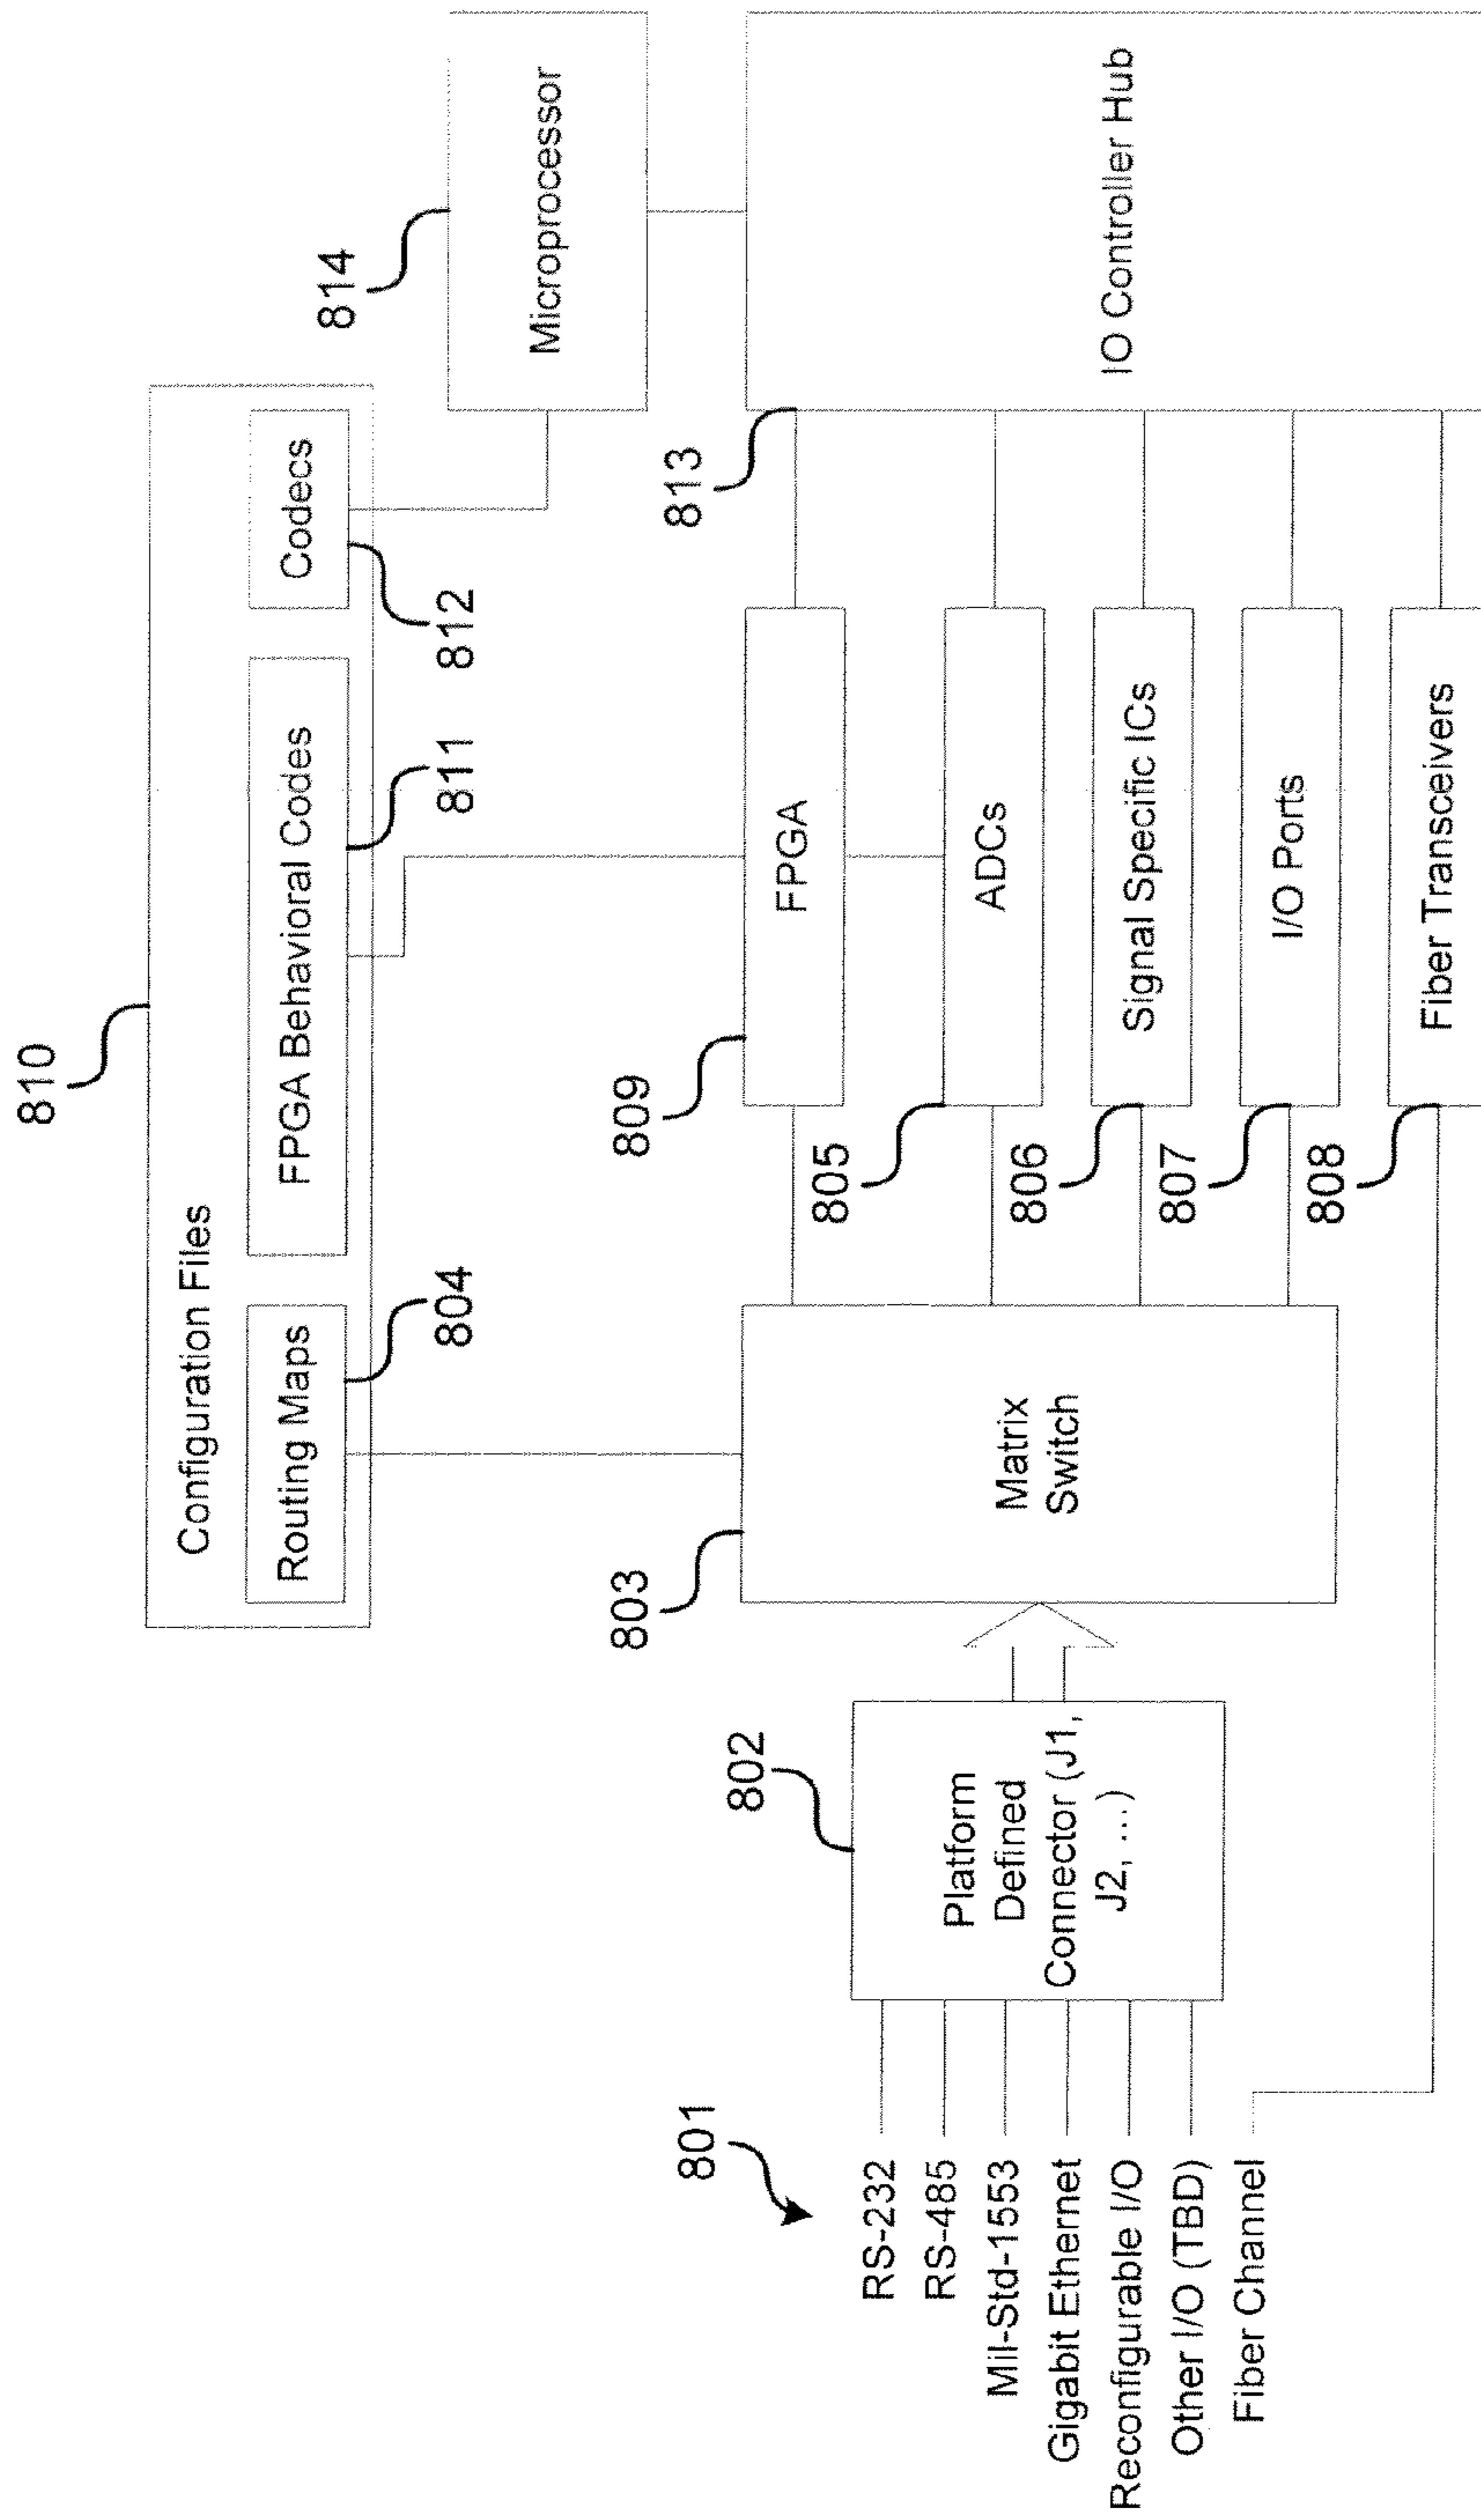 810
Configuration Files
Routing Maps
FPGA Behavioral Codes
Codecs
804
811
812
814
Microprocessor
801
RS-232
RS-485
Mil-Std-1553
Gigabit Ethernet
Reconfigurable I/O
Other I/O (TBD)
Fiber Channel
802
Platform
Defined
Connector (J1,
J2, ...)
803
Matrix
Switch
809
FPGA
805
ADCs
806
Signal Specific ICs
807
I/O Ports
808
Fiber Transceivers
813
IO Controller Hub